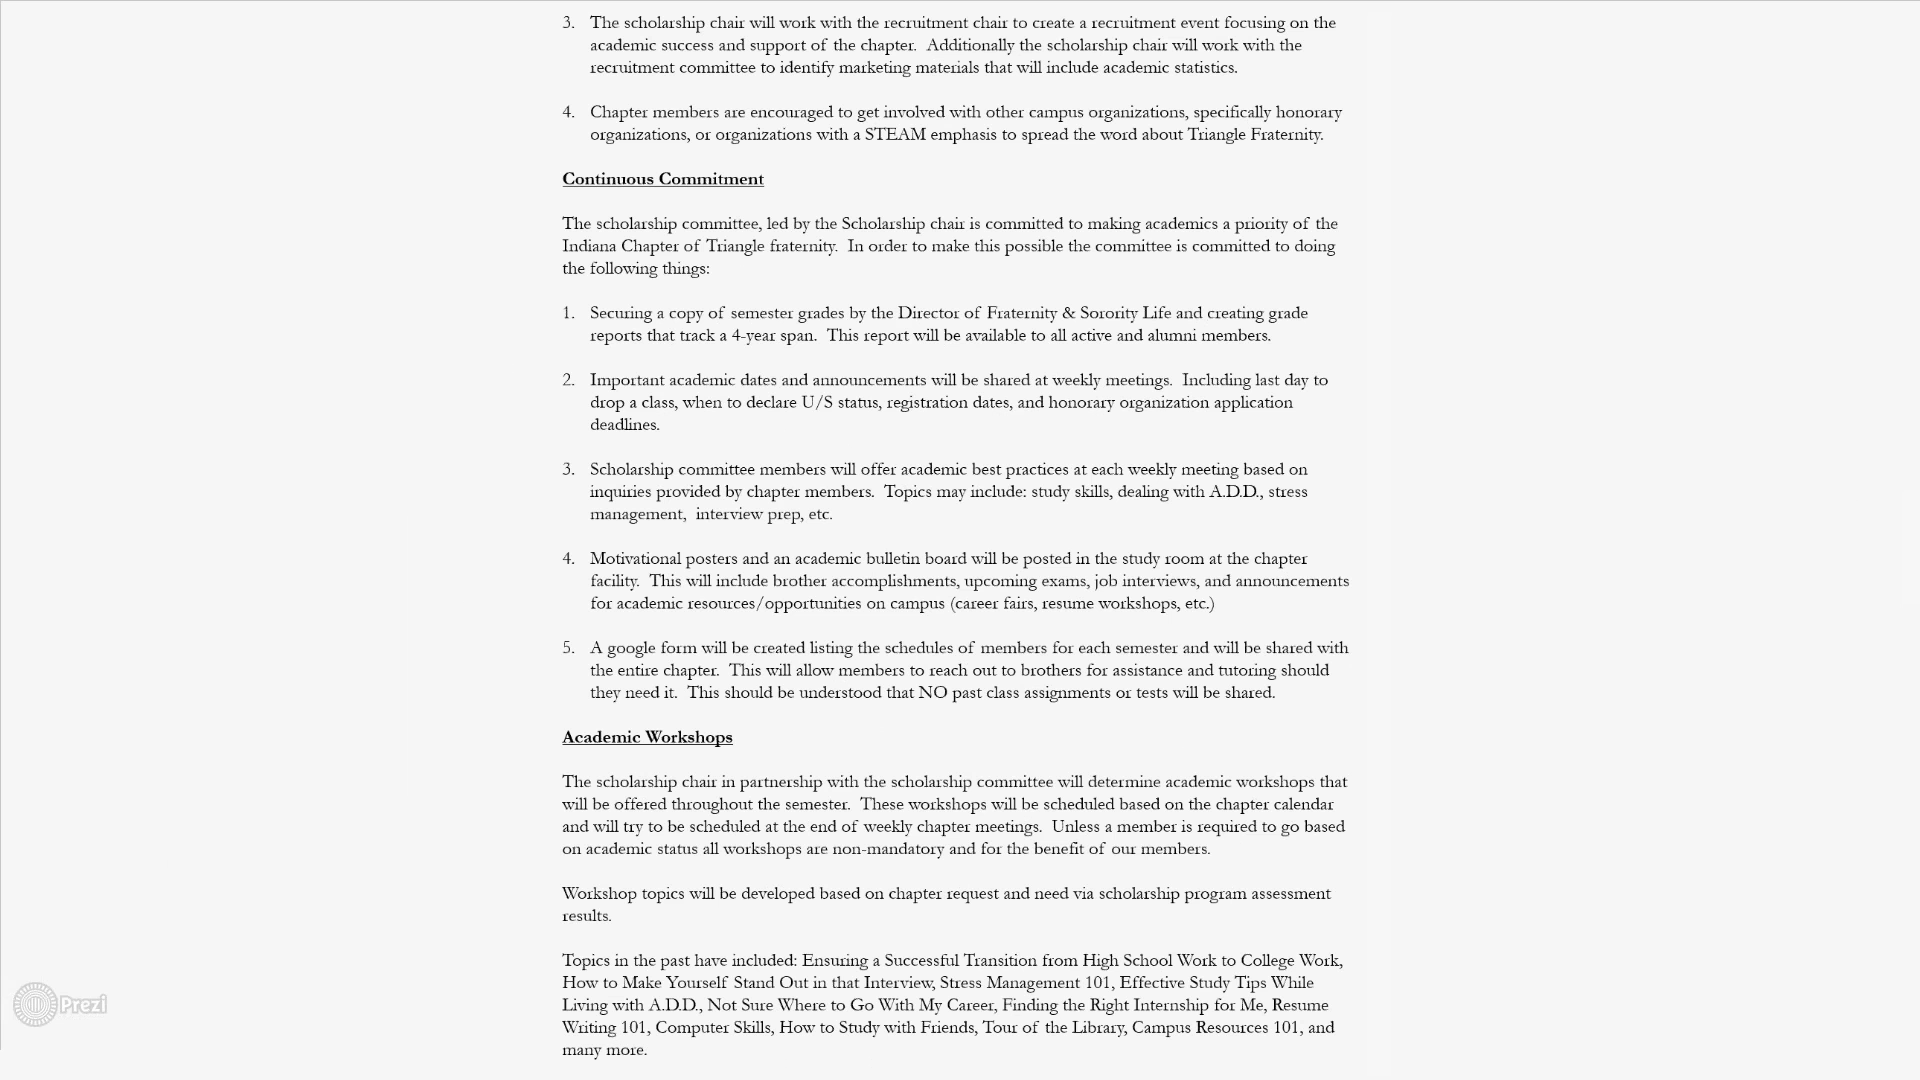 3. The scholarship chair will work with the recruitment chair to create a recruitment event focusing on the
academic success and support of the chapter. Additionally the scholarship chair will work with the
recruitment committee to identify marketing materials that will include academic statistics.
4. Chapter members are encouraged to get involved with other campus organizations, specifically honorary
organizations, or organizations with a STEAM emphasis to spread the word about Triangle Fraternity.
Continuous Commitment
The scholarship committee, led by the Scholarship chair is committed to making academics a priority of the
Indiana Chapter of Triangle fraternity. In order to make this possible the committee is committed to doing
the following things:
1. Securing a copy of semester grades by the Director of Fraternity & Sorority Life and creating grade
reports that track a 4-year span. This report will be available to all active and alumni members.
2. Important academic dates and announcements will be shared at weekly meetings. Including last day to
drop a class, when to declare U/S status, registration dates, and honorary organization application
deadlines.
3. Scholarship committee members will offer academic best practices at each weekly meeting based on
inquiries provided by chapter members. Topics may include: study skills, dealing with A.D.D., stress
management, interview prep, etc.
4. Motivational posters and an academic bulletin board will be posted in the study room at the chapter
facility. This will include brother accomplishments, upcoming exams, job interviews, and announcements
for academic resources/opportunities on campus (career fairs, resume workshops, etc.)
5. A google form will be created listing the schedules of members for each semester and will be shared with
the entire chapter. This will allow members to reach out to brothers for assistance and tutoring should
they need it. This should be understood that NO past class assignments or tests will be shared.
Academic Workshops
The scholarship chair in partnership with the scholarship committee will determine academic workshops that
will be offered throughout the semester. These workshops will be scheduled based on the chapter calendar
and will try to be scheduled at the end of weekly chapter meetings. Unless a member is required to go based
on academic status all workshops are non-mandatory and for the benefit of our members.
Workshop topics will be developed based on chapter request and need via scholarship program assessment
results.
Topics in the past have included: Ensuring a Successful Transition from High School Work to College Work,
How to Make Yourself Stand Out in that Interview, Stress Management 101, Effective Study Tips While
Living with A.D.D., Not Sure Where to Go With My Career, Finding the Right Internship for Me, Resume
Writing 101, Computer Skills, How to Study with Friends, Tour of the Library, Campus Resources 101, and
many more.
Prezi